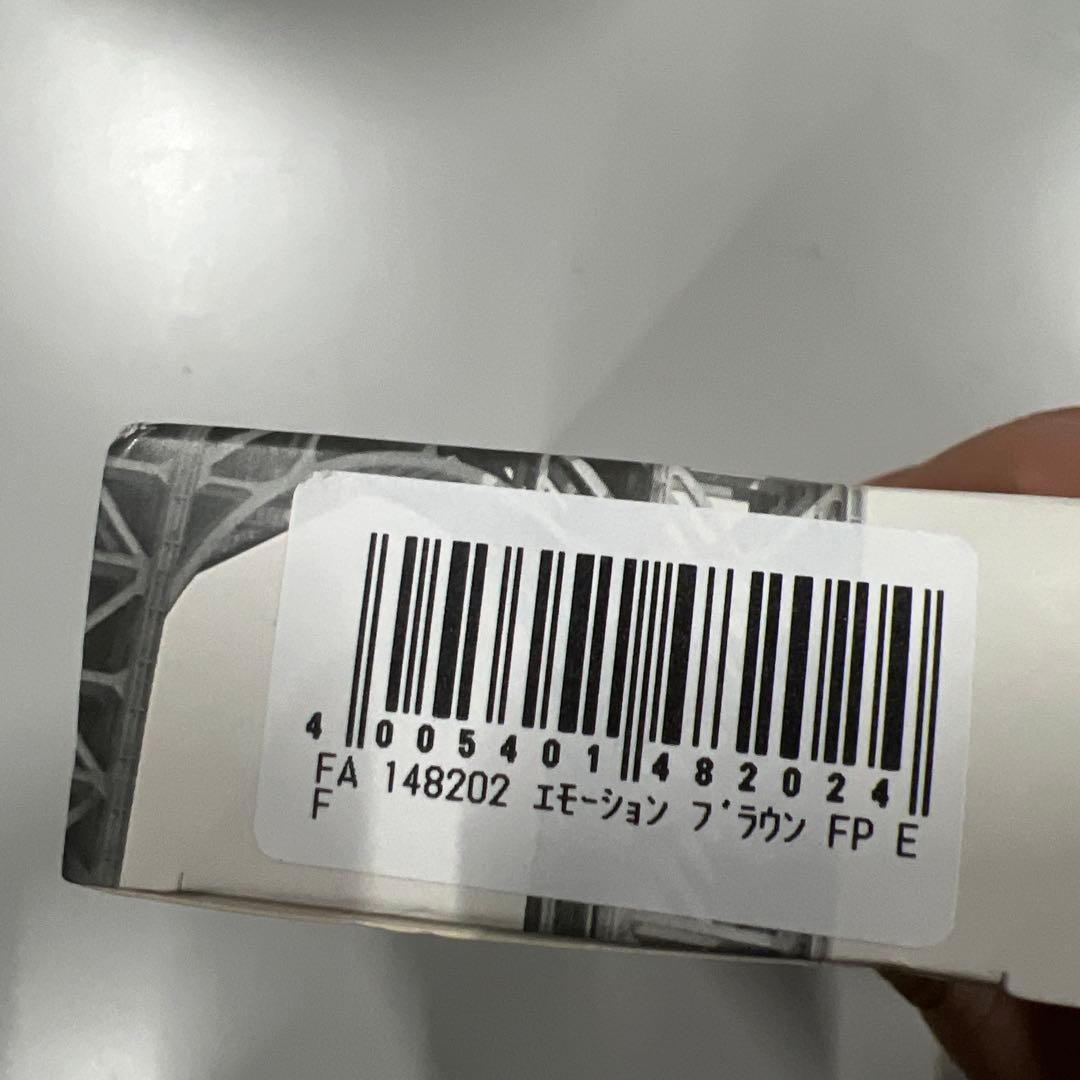 4 005401 482024
FA 148202 ｴﾓｰｼｮﾝ ﾌﾞﾗｳﾝ FP E
F